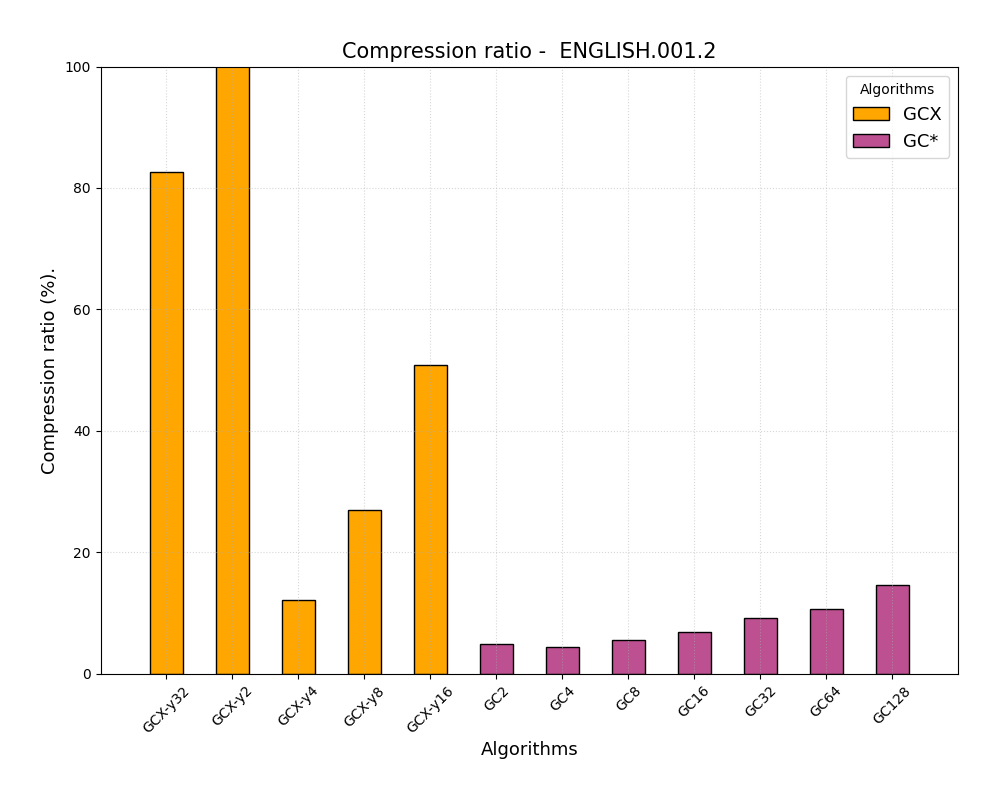 Compression ratio -  ENGLISH.001.2
Algorithms
GCX
GC*
Compression ratio (%).
100
80
60
40
20
0
GCX-y32
GCX-y2
GCX-y4
GCX-y8
GCX-y16
GC2
GC4
GC8
GC16
GC32
GC64
GC128
Algorithms